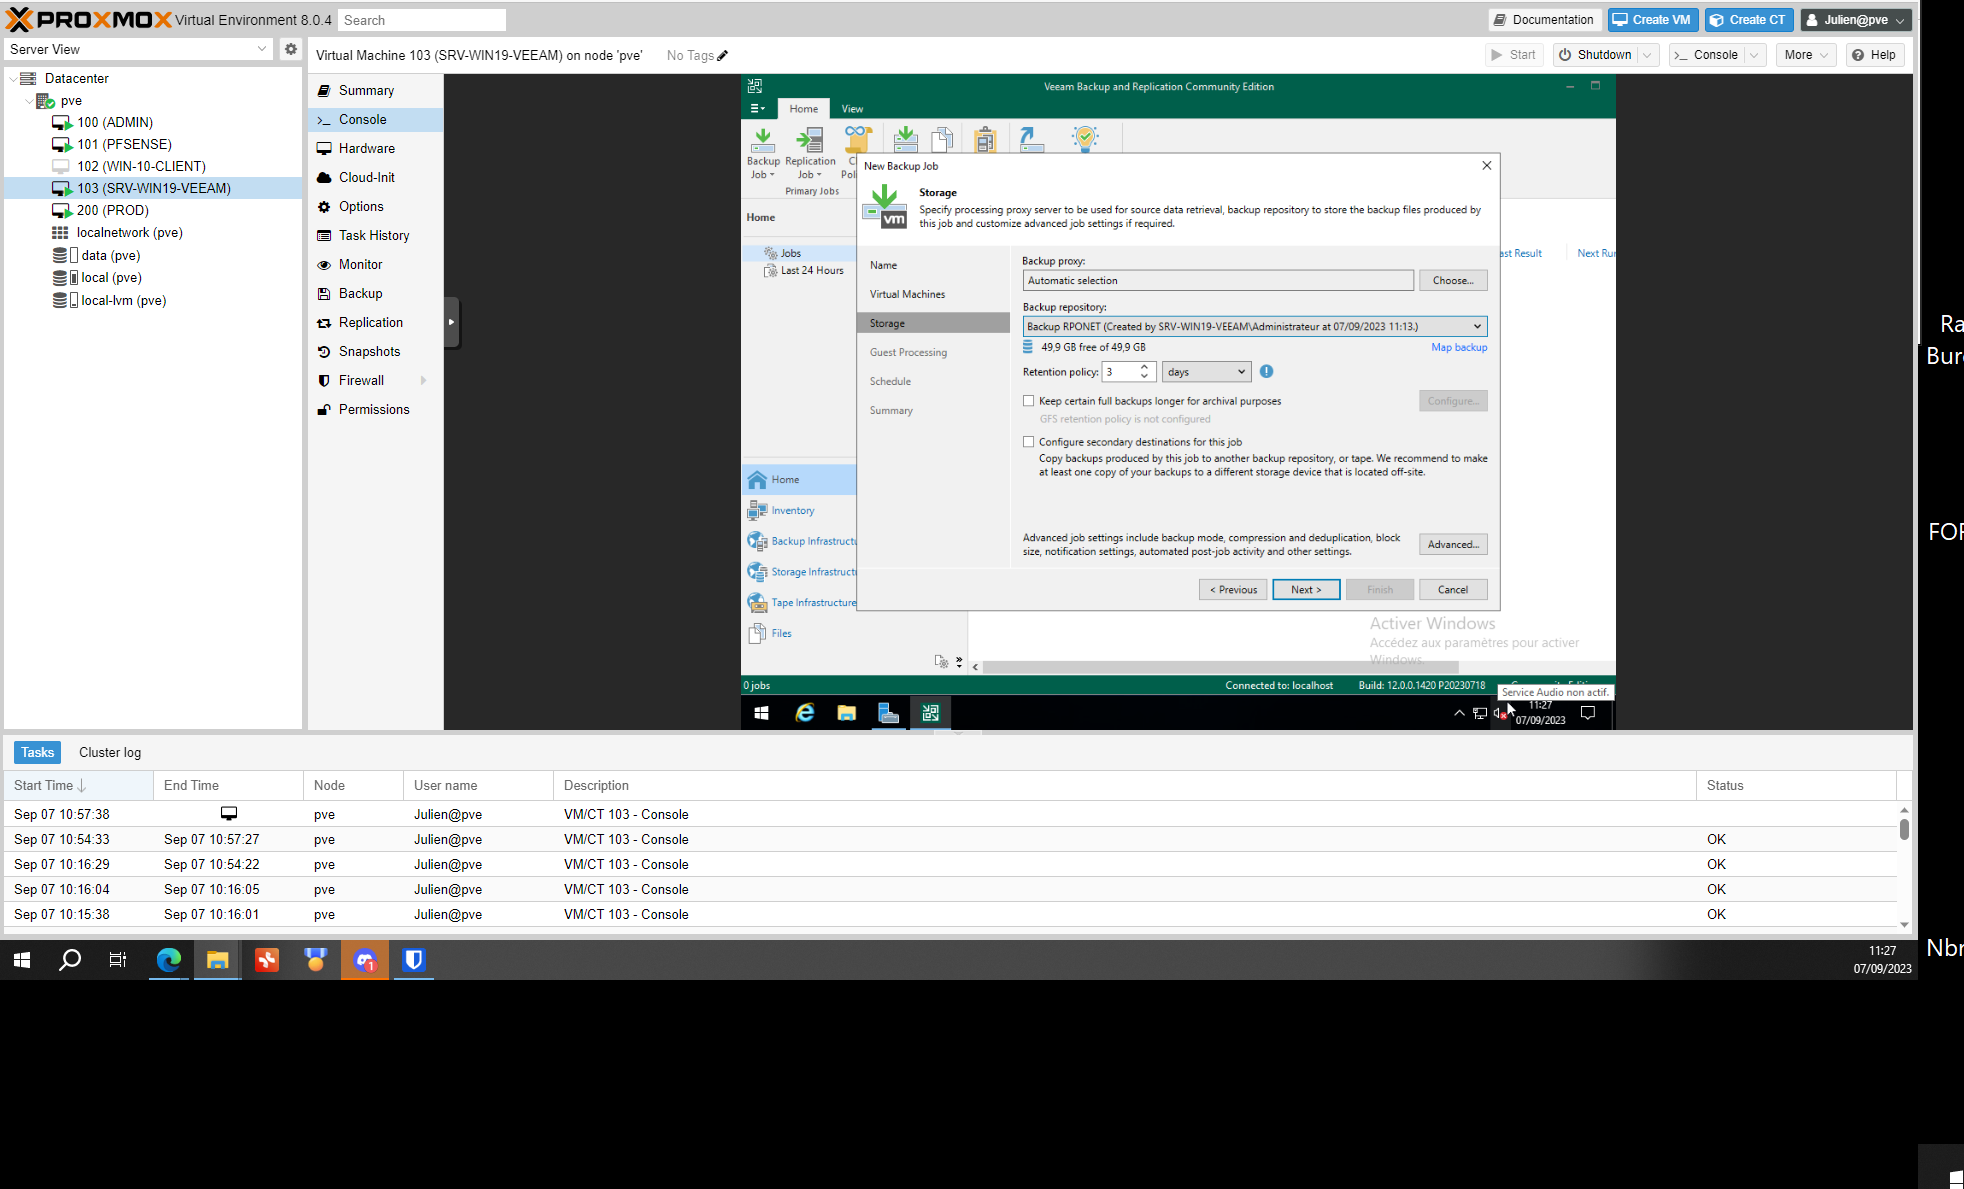 PROXMOX Virtual Environment 8.0.4 Search
Documentation Create VM Create CT Julien@pve
Server View
Virtual Machine 103 (SRV-WIN19-VEEAM) on node 'pve' No Tags
Start Shutdown Console More Help
Datacenter
pve
100 (ADMIN)
101 (PFSENSE)
102 (WIN-10-CLIENT)
103 (SRV-WIN19-VEEAM)
200 (PROD)
localnetwork (pve)
data (pve)
local (pve)
local-lvm (pve)
Summary
Console
Hardware
Cloud-Init
Options
Task History
Monitor
Backup
Replication
Snapshots
Firewall
Permissions
Veeam Backup and Replication Community Edition
Home View
Backup Job
Replication Job
Primary Jobs
Home
Jobs
Last 24 Hours
ast Result Next Rur
Home
Inventory
Backup Infrastructu
Storage Infrastruct
Tape Infrastructure
Files
New Backup Job
Storage
Specify processing proxy server to be used for source data retrieval, backup repository to store the backup files produced by
this job and customize advanced job settings if required.
Name
Virtual Machines
Storage
Guest Processing
Schedule
Summary
Backup proxy:
Automatic selection
Choose...
Backup repository:
Backup RPONET (Created by SRV-WIN19-VEEAM\Administrateur at 07/09/2023 11:13.)
49,9 GB free of 49,9 GB
Map backup
Retention policy: 3 days
Keep certain full backups longer for archival purposes
Configure...
GFS retention policy is not configured
Configure secondary destinations for this job
Copy backups produced by this job to another backup repository, or tape. We recommend to make
at least one copy of your backups to a different storage device that is located off-site.
Advanced job settings include backup mode, compression and deduplication, block
size, notification settings, automated post-job activity and other settings.
Advanced...
< Previous Next > Finish Cancel
Activer Windows
Accédez aux paramètres pour activer
Windows.
0 jobs
Connected to: localhost Build: 12.0.0.1420 P20230718
Service Audio non actif.
11:27
07/09/2023
Tasks Cluster log
Start Time End Time Node User name Description Status
Sep 07 10:57:38 pve Julien@pve VM/CT 103 - Console
Sep 07 10:54:33 Sep 07 10:57:27 pve Julien@pve VM/CT 103 - Console OK
Sep 07 10:16:29 Sep 07 10:54:22 pve Julien@pve VM/CT 103 - Console OK
Sep 07 10:16:04 Sep 07 10:16:05 pve Julien@pve VM/CT 103 - Console OK
Sep 07 10:15:38 Sep 07 10:16:01 pve Julien@pve VM/CT 103 - Console OK
1
11:27
07/09/2023
Ra
Bur
FO
Nbr